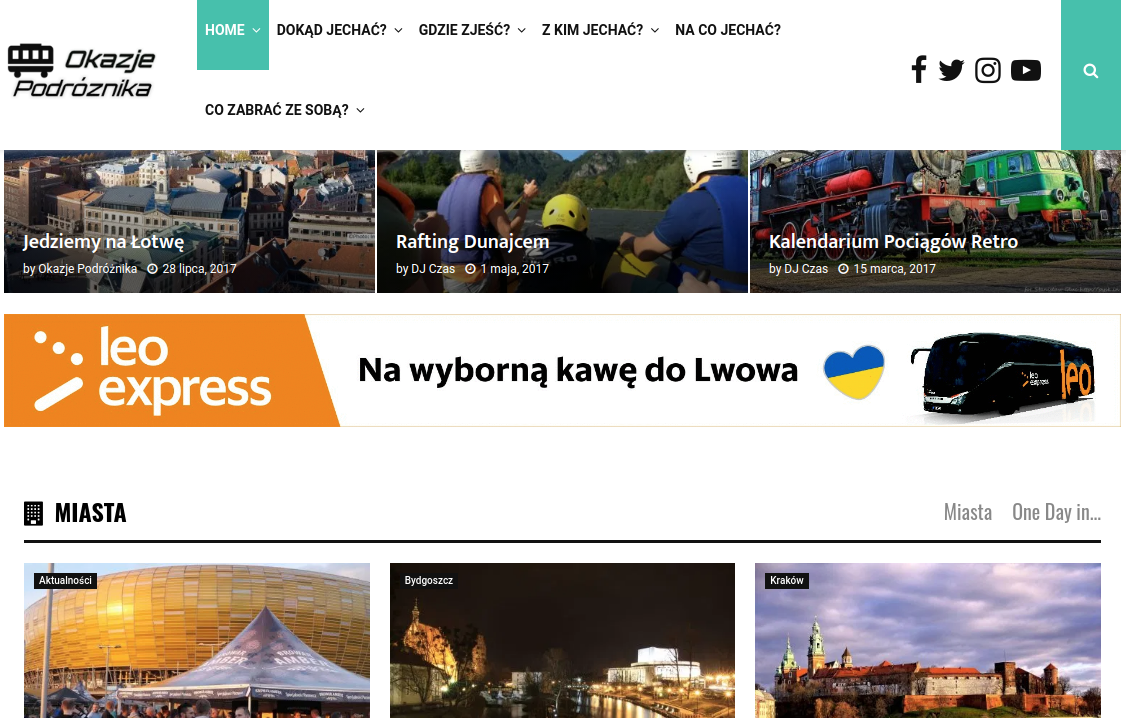 Okazje
Podróżnika
HOME
DOKĄD JECHAĆ?
GDZIE ZJEŚĆ?
Z KIM JECHAĆ?
NA CO JECHAĆ?
CO ZABRAĆ ZE SOBĄ?
Jedziemy na Łotwę
by Okazje Podróżnika 28 lipca, 2017
Rafting Dunajcem
by DJ Czas 1 maja, 2017
Kalendarium Pociągów Retro
by DJ Czas 15 marca, 2017
leo
express
Na wyborną kawę do Lwowa
leo
express
leo
MIASTA
Miasta
One Day in...
Aktualności
Bydgoszcz
Kraków